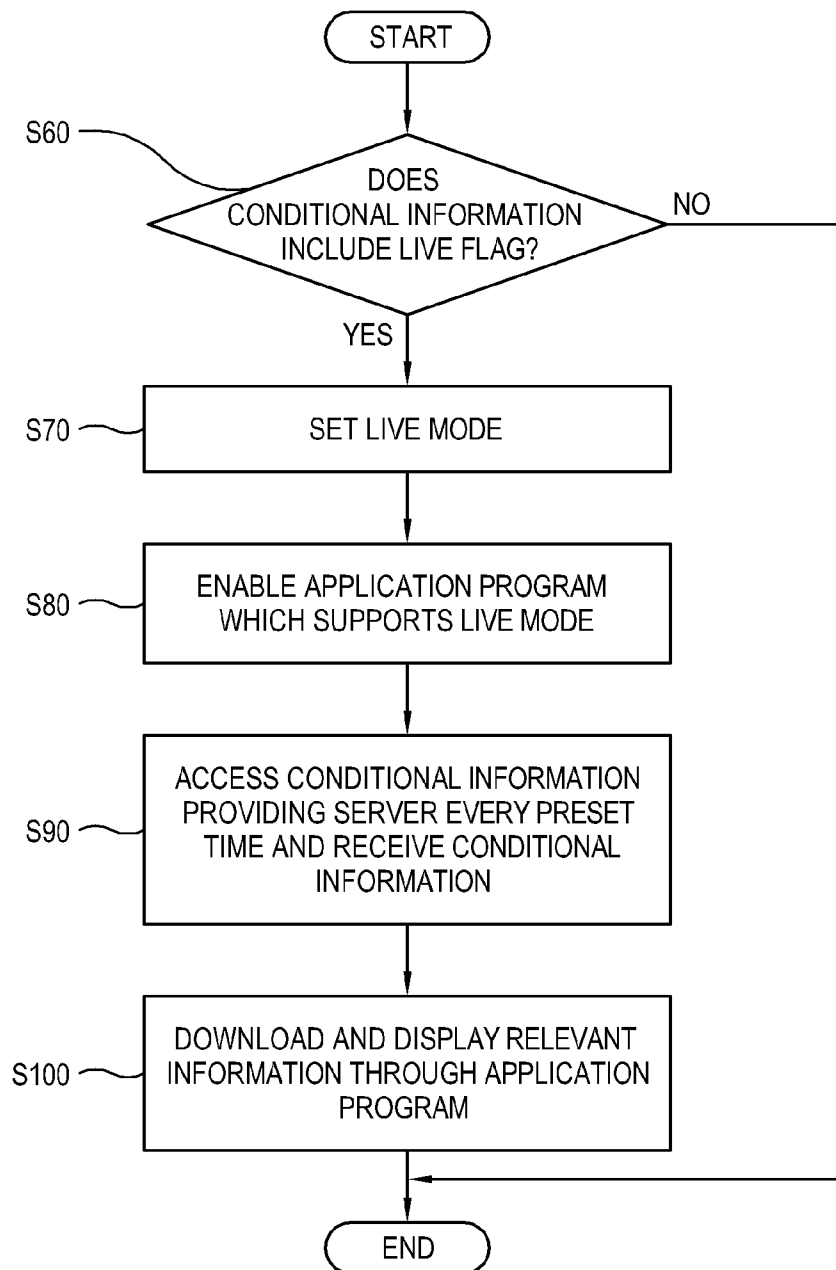 START
S60
DOES
CONDITIONAL INFORMATION
INCLUDE LIVE FLAG?
NO
YES
S70
SET LIVE MODE
S80
ENABLE APPLICATION PROGRAM
WHICH SUPPORTS LIVE MODE
S90
ACCESS CONDITIONAL INFORMATION
PROVIDING SERVER EVERY PRESET
TIME AND RECEIVE CONDITIONAL
INFORMATION
S100
DOWNLOAD AND DISPLAY RELEVANT
INFORMATION THROUGH APPLICATION
PROGRAM
END